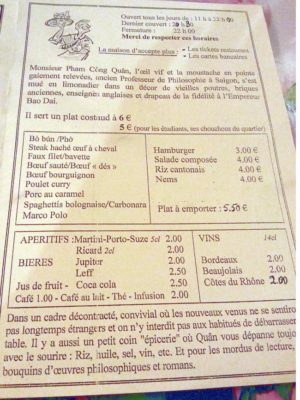 Ouvert tous les jours de : 11 h à 23 h 00
Dernier couvert : 20 h 30
Fermeture : 22 h 00
Merci de respecter ces horaires
La maison d'accepte plus : - Les tickets restaurants
- Les cartes bancaires
Monsieur Pham Công Quân, l'œil vif et la moustache en pointe
gaiement relevées, ancien Professeur de Philosophie à Saigon, s'est
mué en limonadier dans un décor de vieilles poutres, briques
anciennes, enseignes anglaises et drapeau de la fidélité à l'Empereur
Bao Dai.
Il sert un plat costaud à 6 €
5 € (pour les étudiants, ses chouchous du quartier)
Bò bún /Phở
Steak haché œuf à cheval
Faux filet/bavette
Bœuf sauté/Bœuf « dés »
Bœuf bourguignon
Poulet curry
Porc au caramel
Spaghettis bolognaise/Carbonara
Marco Polo
Hamburger 3.00 €
Salade composée 4.00 €
Riz cantonais 4.00 €
Nems 4.00 €
Plat à emporter : 5.50 €
APERITIFS : Martini-Porto-Suze 5cl 2.00
Ricard 2cl 2.00
BIERES Jupiter 2.00
Leff 2.50
Jus de fruit - Coca cola 2.50
Café 1.00 - Café au lait - Thé - Infusion 2.00
VINS 14cl
Bordeaux 2.00
Beaujolais 2.00
Côtes du Rhône 2.00
Dans un cadre décontracté, convivial où les nouveaux venus ne se sentiro
pas longtemps étrangers et on n'y interdit pas aux habitués de débarrasser
table. Il y a aussi un petit coin "épicerie" où Quân vous dépanne toujo
avec le sourire : Riz, huile, sel, vin, etc. Et pour les mordus de lecture,
bouquins d'œuvres philosophiques et romans.